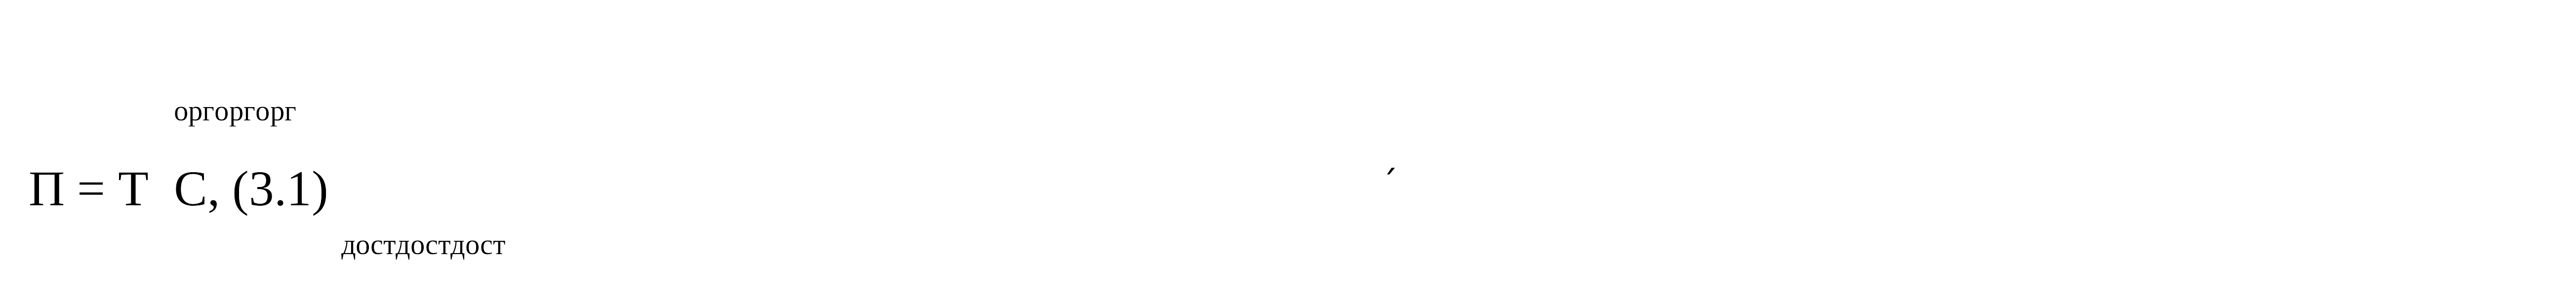 оргоргорг
П = Т С, (3.1) ´
достдостдост